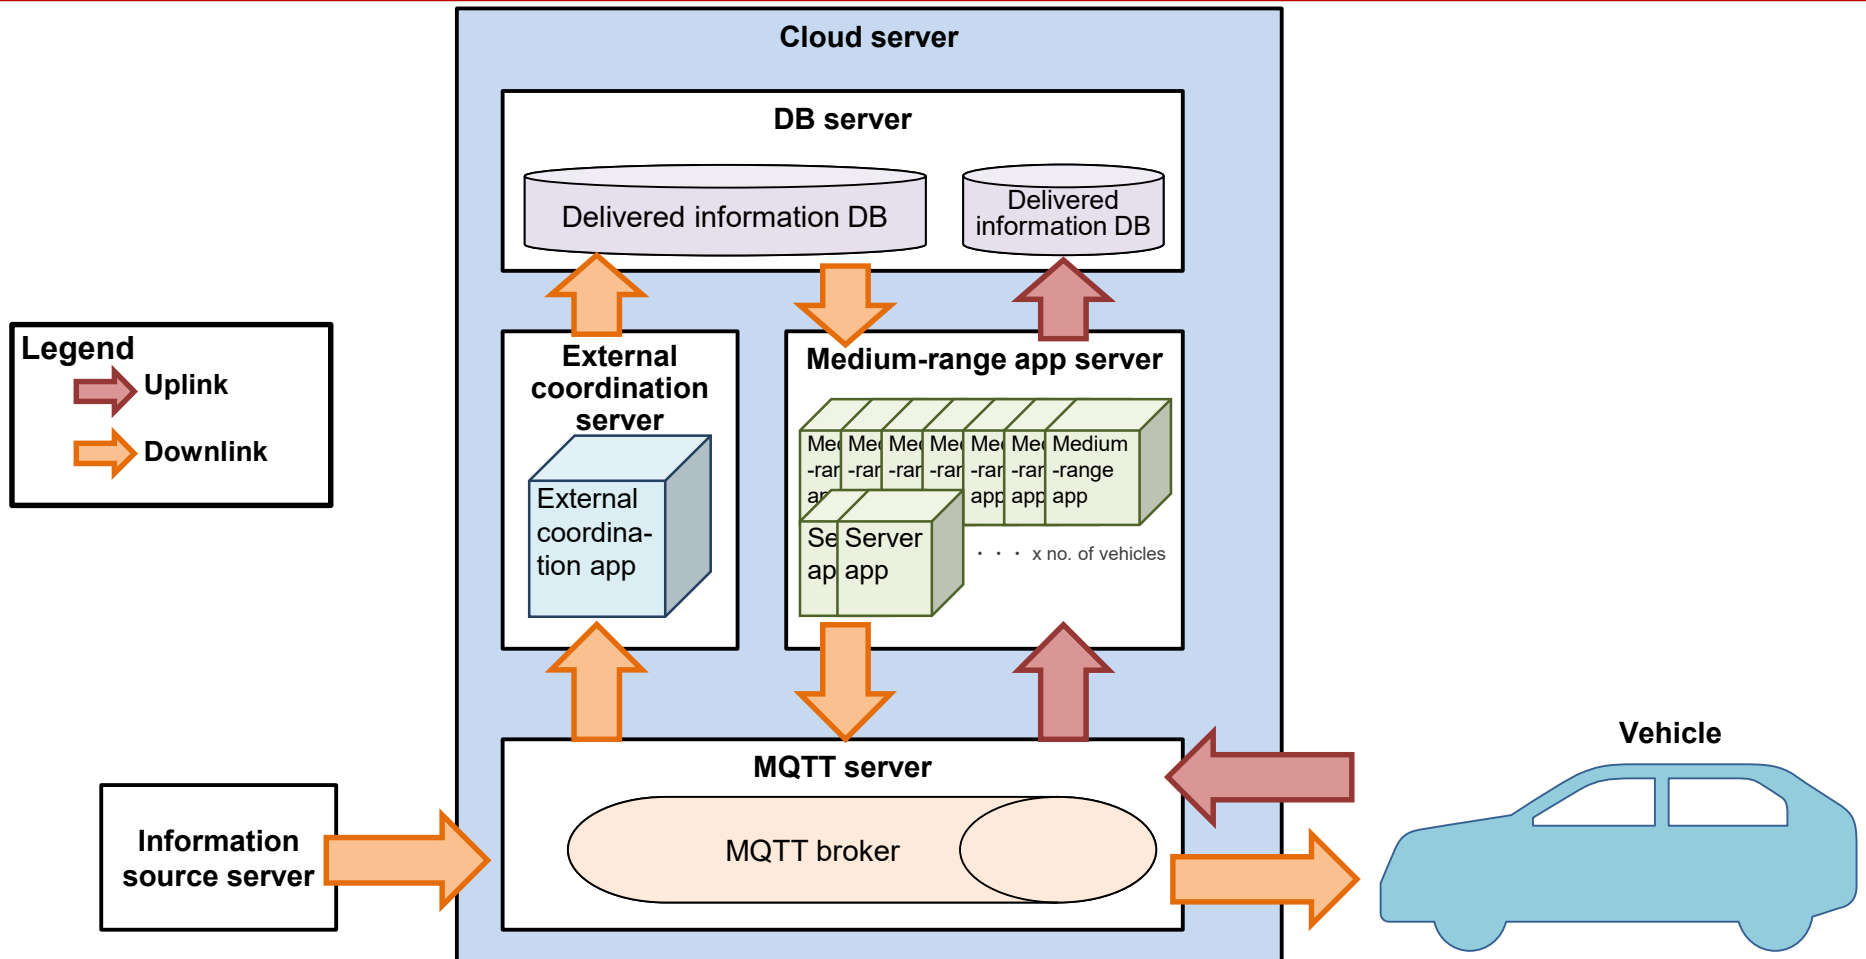 Cloud server
DB server
Delivered information DB
Delivered
information DB
Legend
Uplink
Downlink
External
coordination
server
External
coordina-
tion app
Medium-range app server
Medium
-range
app
Server
app
・・・ x no. of vehicles
MQTT server
MQTT broker
Information
source server
Vehicle